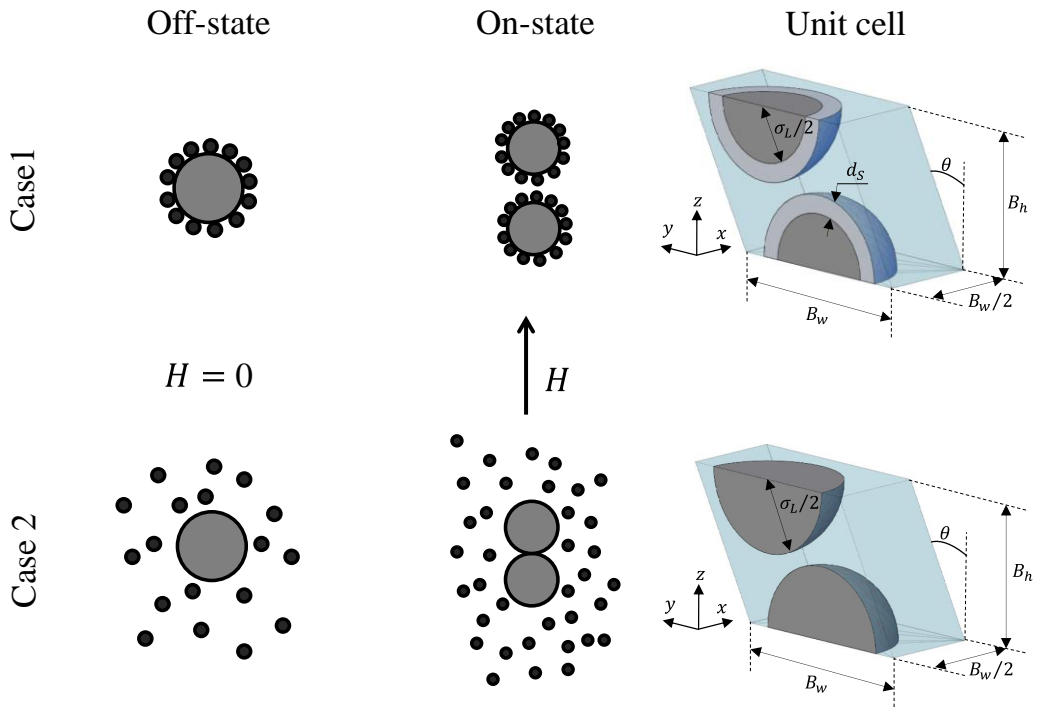 Off-state
On-state
Unit cell
Case1
σ_L/2
d_S
θ
B_h
z
y
x
B_w
B_w/2
H = 0
H
Case 2
σ_L/2
θ
B_h
z
y
x
B_w
B_w/2